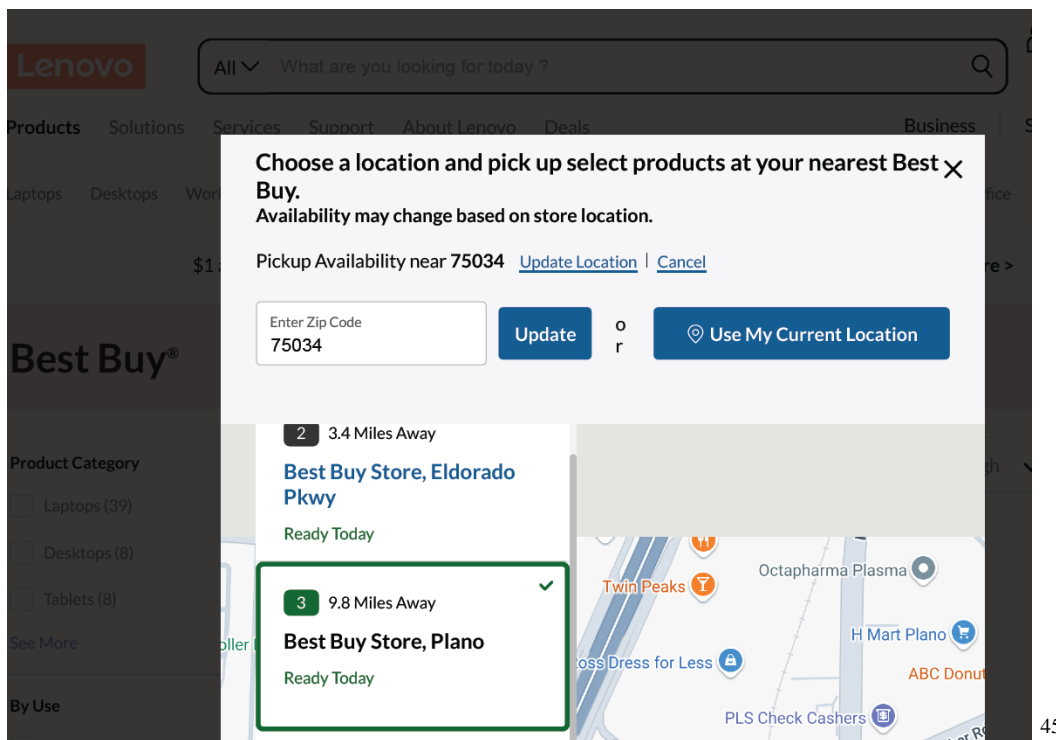 Lenovo
All What are you looking for today ?
Products Solutions Services Support About Lenovo Deals Business
Laptops Desktops
Choose a location and pick up select products at your nearest Best
Buy.
Availability may change based on store location.
Pickup Availability near 75034 Update Location | Cancel
Enter Zip Code
75034
Update
o
r
Use My Current Location
Best Buy®
Product Category
Laptops (39)
Desktops (8)
Tablets (8)
See More
By Use
2 3.4 Miles Away
Best Buy Store, Eldorado
Pkwy
Ready Today
3 9.8 Miles Away
Best Buy Store, Plano
Ready Today
Octapharma Plasma
Twin Peaks
H Mart Plano
oss Dress for Less
ABC Donut
PLS Check Cashers
45